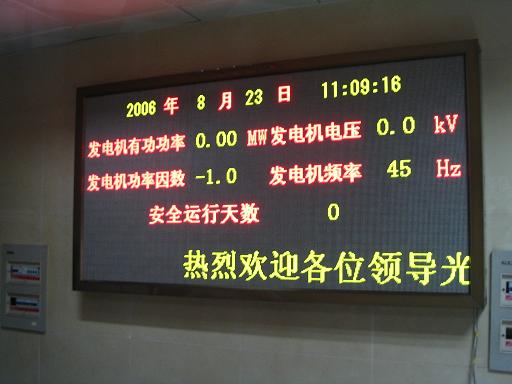 2006 年 8 月 23 日 11:09:16
发电机有功功率 0.00 MW 发电机电压 0.0 kV
发电机功率因数 -1.0 发电机频率 45 Hz
安全运行天数 0
热烈欢迎各位领导光